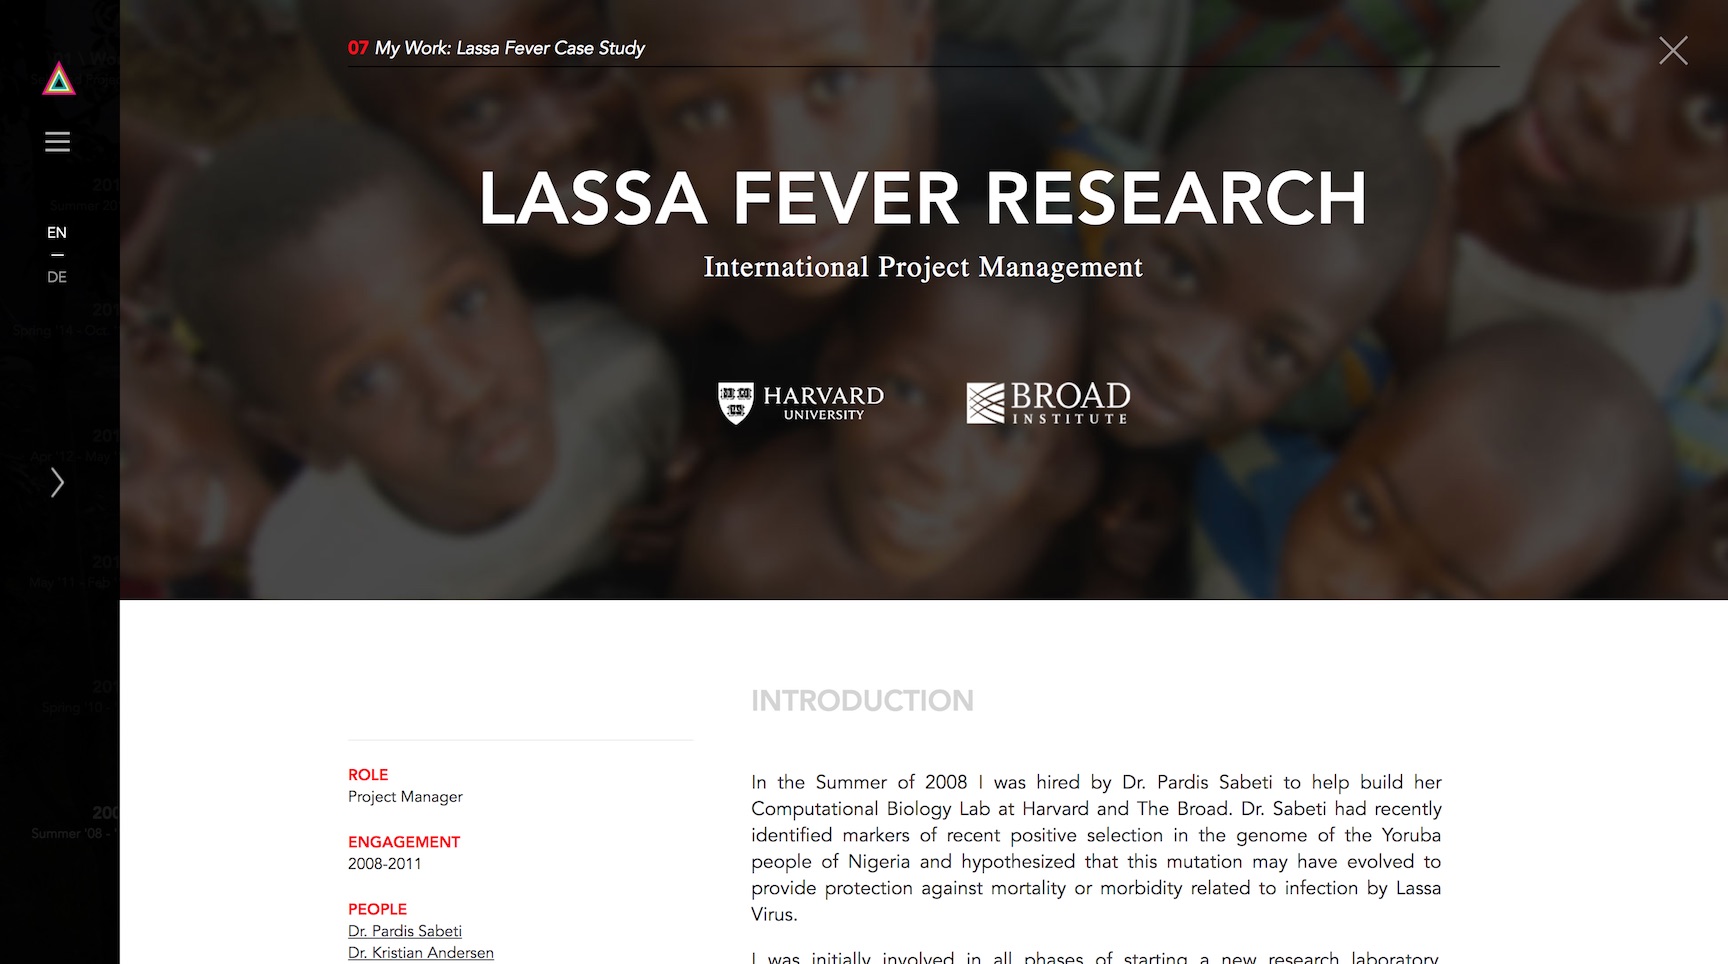 07 My Work: Lassa Fever Case Study
EN
DE
LASSA FEVER RESEARCH
International Project Management
HARVARD
UNIVERSITY
BROAD
INSTITUTE
Summer '08 -
ROLE
Project Manager
ENGAGEMENT
2008-2011
PEOPLE
Dr. Pardis Sabeti
Dr. Kristian Andersen
INTRODUCTION
In the Summer of 2008 I was hired by Dr. Pardis Sabeti to help build her
Computational Biology Lab at Harvard and The Broad. Dr. Sabeti had recently
identified markers of recent positive selection in the genome of the Yoruba
people of Nigeria and hypothesized that this mutation may have evolved to
provide protection against mortality or morbidity related to infection by Lassa
Virus.
I was initially involved in all phases of starting a new research laboratory,